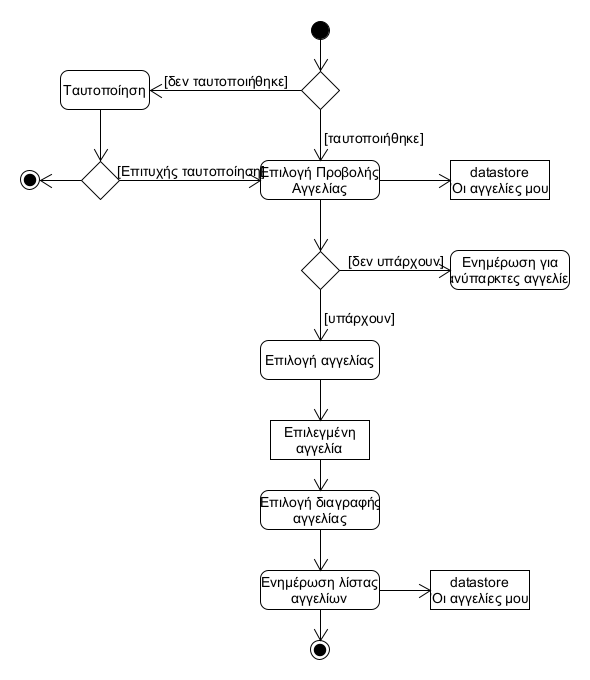 [δεν ταυτοποιήθηκε]
Ταυτοποίηση
[ταυτοποιήθηκε]
[Επιτυχής ταυτοποίηση]
Επιλογή Προβολής
Αγγελίας
datastore
Οι αγγελίες μου
[δεν υπάρχουν]
Ενημέρωση για
ανύπαρκτες αγγελίε
[υπάρχουν]
Επιλογή αγγελίας
Επιλεγμένη
αγγελία
Επιλογή διαγραφής
αγγελίας
Ενημέρωση λίστας
αγγελίων
datastore
Οι αγγελίες μου